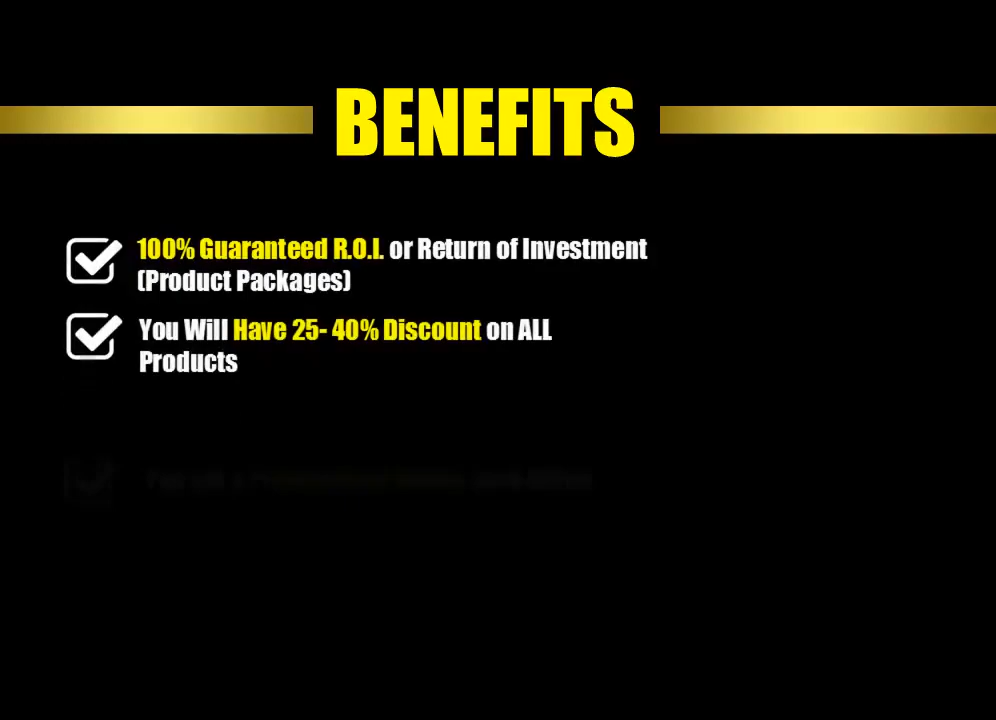 BENEFITS
100% Guaranteed R.O.I. or Return of Investment
(Product Packages)
You Will Have 25- 40% Discount on ALL
Products